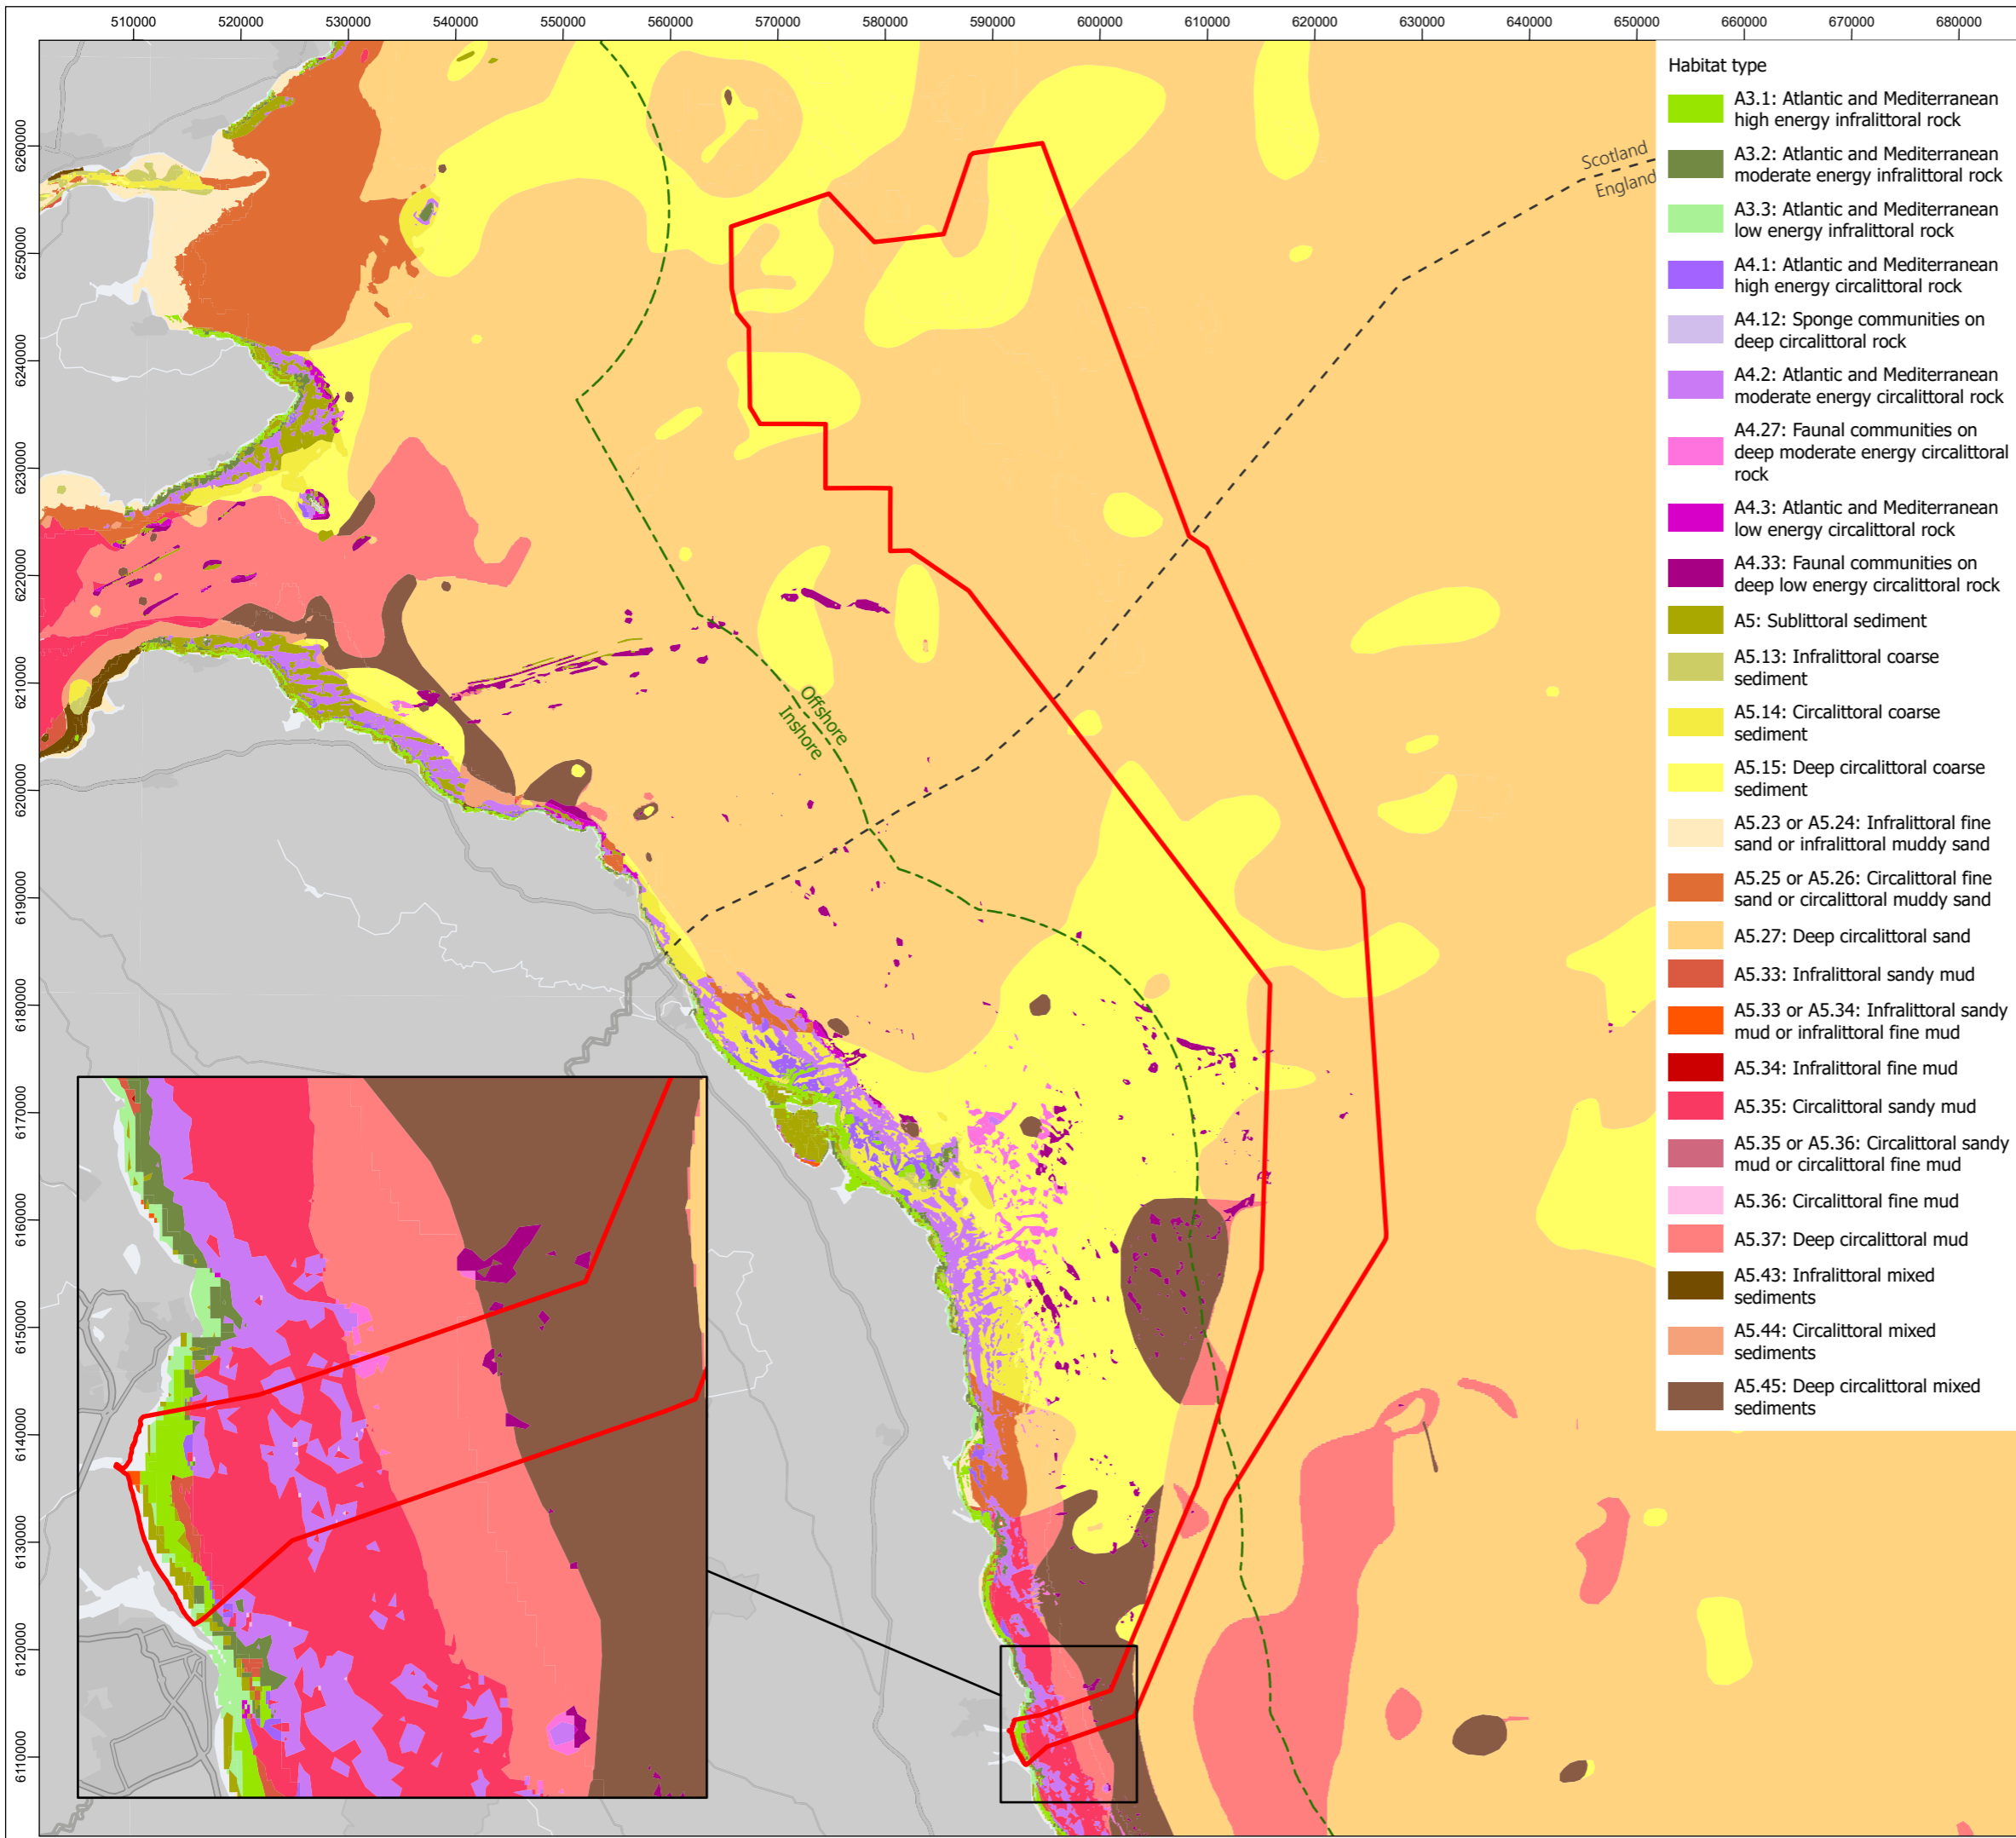 510000 520000 530000 540000 550000 560000 570000 580000 590000 600000 610000 620000 630000 640000 650000 660000 670000 680000
6260000
6250000
6240000
6230000
6220000
6210000
6200000
6190000
6180000
6170000
6160000
6150000
6140000
6130000
6120000
6110000
Scotland
England
Offshore
Inshore
Habitat type
A3.1: Atlantic and Mediterranean
high energy infralittoral rock
A3.2: Atlantic and Mediterranean
moderate energy infralittoral rock
A3.3: Atlantic and Mediterranean
low energy infralittoral rock
A4.1: Atlantic and Mediterranean
high energy circalittoral rock
A4.12: Sponge communities on
deep circalittoral rock
A4.2: Atlantic and Mediterranean
moderate energy circalittoral rock
A4.27: Faunal communities on
deep moderate energy circalittoral
rock
A4.3: Atlantic and Mediterranean
low energy circalittoral rock
A4.33: Faunal communities on
deep low energy circalittoral rock
A5: Sublittoral sediment
A5.13: Infralittoral coarse
sediment
A5.14: Circalittoral coarse
sediment
A5.15: Deep circalittoral coarse
sediment
A5.23 or A5.24: Infralittoral fine
sand or infralittoral muddy sand
A5.25 or A5.26: Circalittoral fine
sand or circalittoral muddy sand
A5.27: Deep circalittoral sand
A5.33: Infralittoral sandy mud
A5.33 or A5.34: Infralittoral sandy
mud or infralittoral fine mud
A5.34: Infralittoral fine mud
A5.35: Circalittoral sandy mud
A5.35 or A5.36: Circalittoral sandy
mud or circalittoral fine mud
A5.36: Circalittoral fine mud
A5.37: Deep circalittoral mud
A5.43: Infralittoral mixed
sediments
A5.44: Circalittoral mixed
sediments
A5.45: Deep circalittoral mixed
sediments